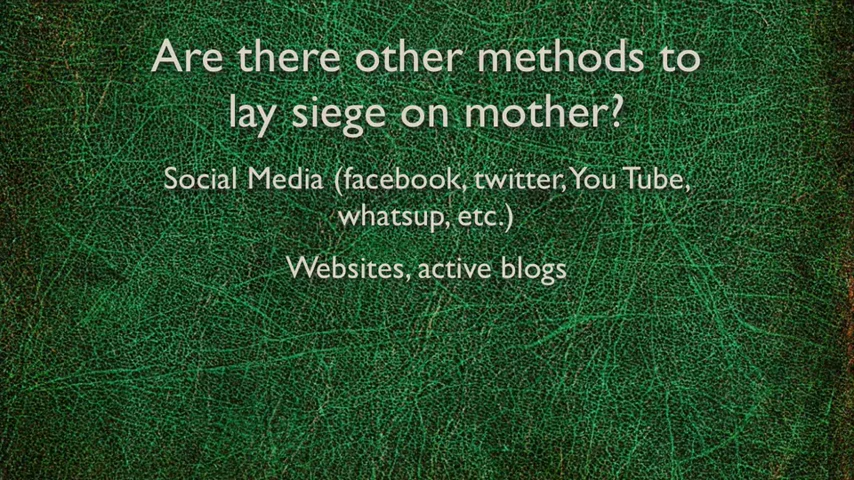 Are there other methods to
lay siege on mother?
Social Media (facebook, twitter, You Tube,
whatsup, etc.)
Websites, active blogs